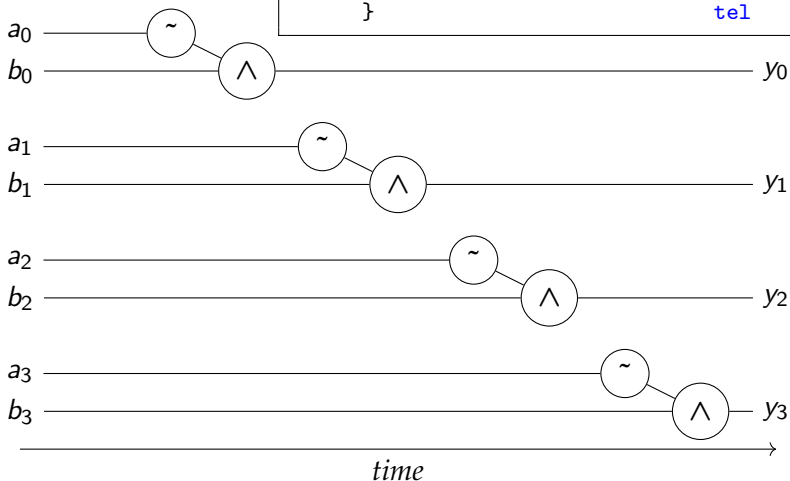 } tel
a₀ ~
b₀ ∧ y₀
a₁ ~
b₁ ∧ y₁
a₂ ~
b₂ ∧ y₂
a₃ ~
b₃ ∧ y₃
time